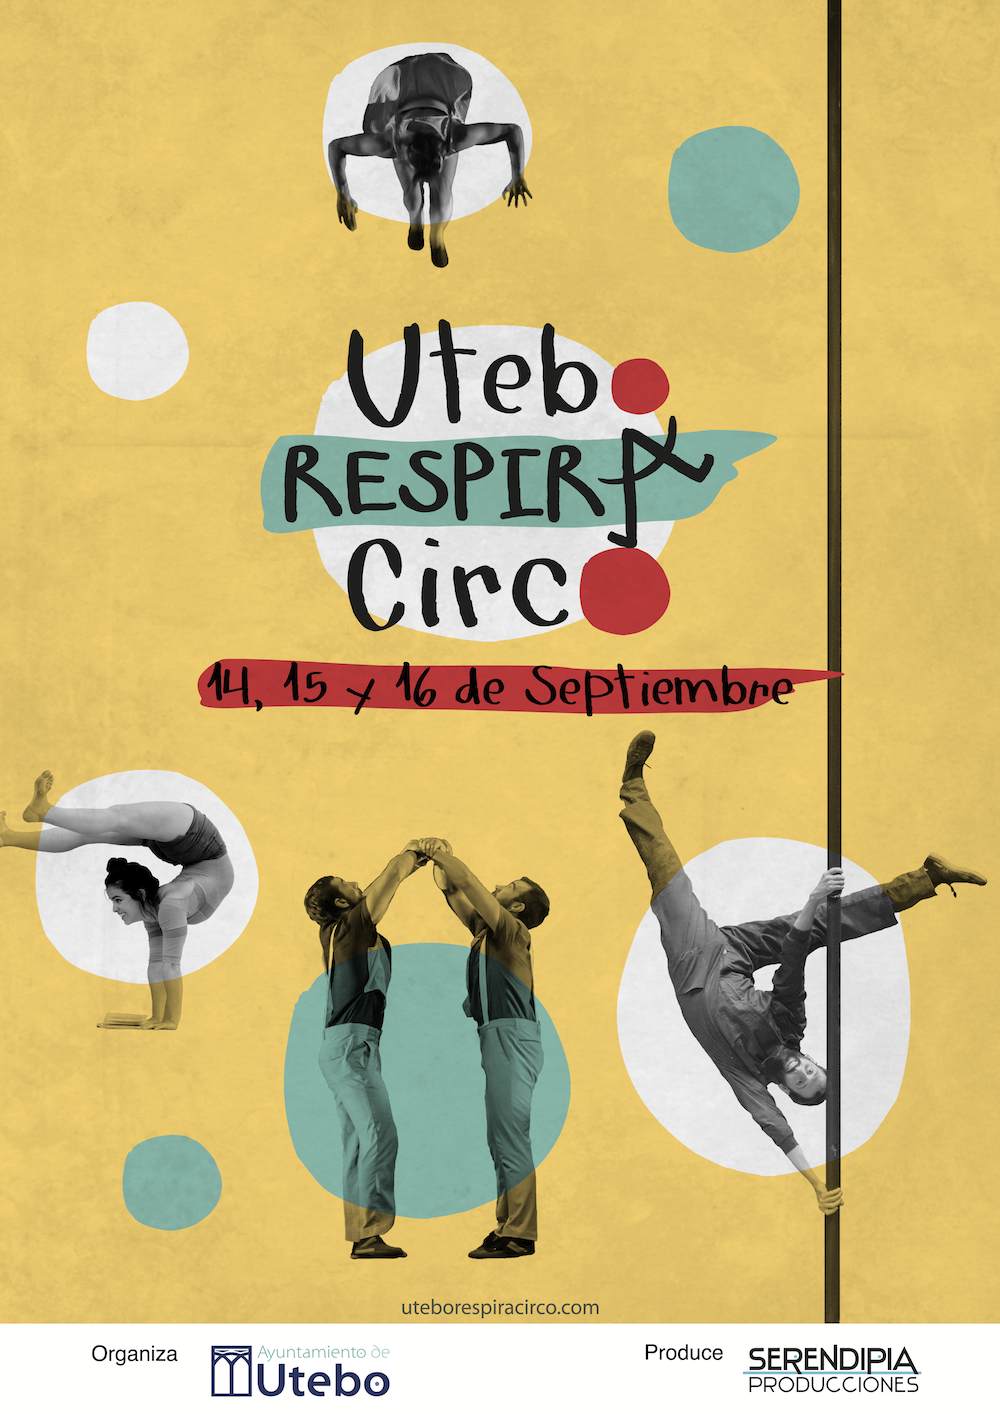 Utebo
RESPIRA
Circo
14, 15 y 16 de Septiembre
uteborespiracirco.com
Organiza
Ayuntamiento de
Utebo
Produce
SERENDIPIA
PRODUCCIONES